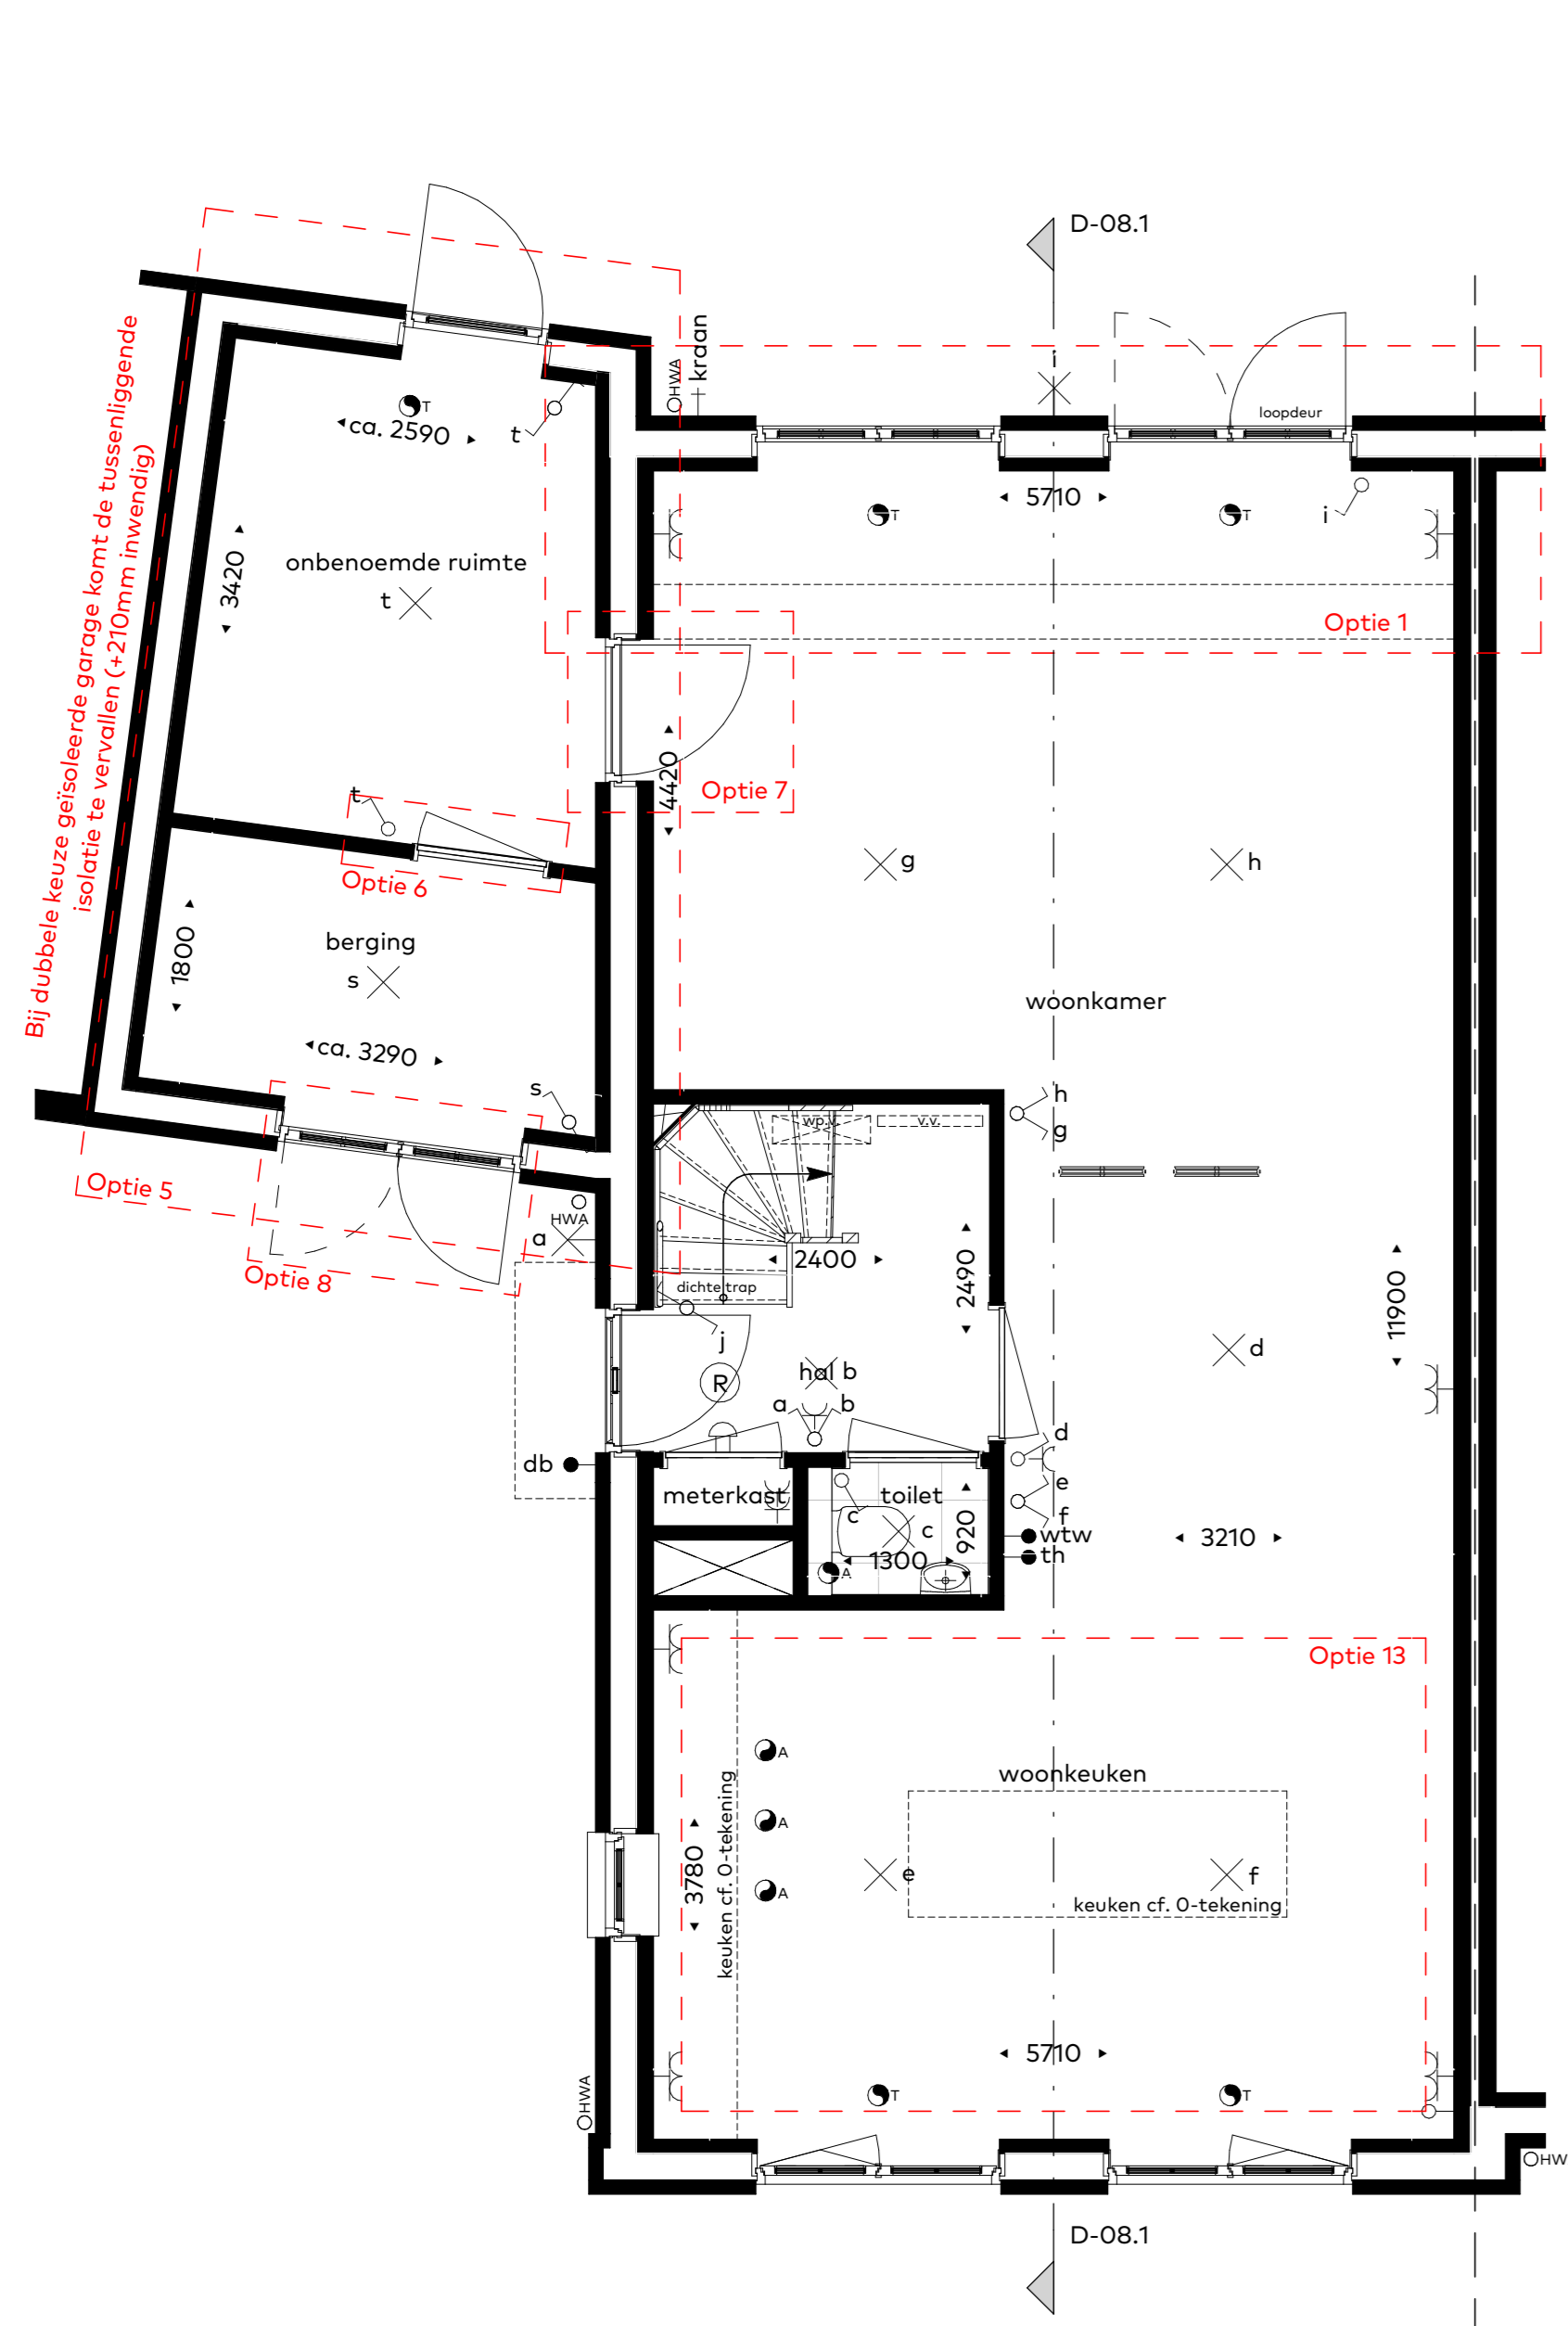 D-08.1
kraan
HWA
i
loopdeur
T
ca. 2590
t
5710
T
T
i
Bij dubbele keuze geïsoleerde garage komt de tussenliggende
isolatie te vervallen (+210mm inwendig)
onbenoemde ruimte
t
3420
Optie 1
4420
Optie 7
t
Optie 6
g
h
berging
s
1800
woonkamer
ca. 3290
s
h
g
wp.v.
v.v.
Optie 5
HWA
a
Optie 8
2400
2490
dichte trap
11900
j
d
R
hal b
a
b
d
db
meterkast
toilet
e
c
c
920
f
wtw
3210
1300
th
A
Optie 13
A
woonkeuken
A
3780
keuken cf. 0-tekening
e
f
A
keuken cf. 0-tekening
5710
HWA
T
T
HW
D-08.1